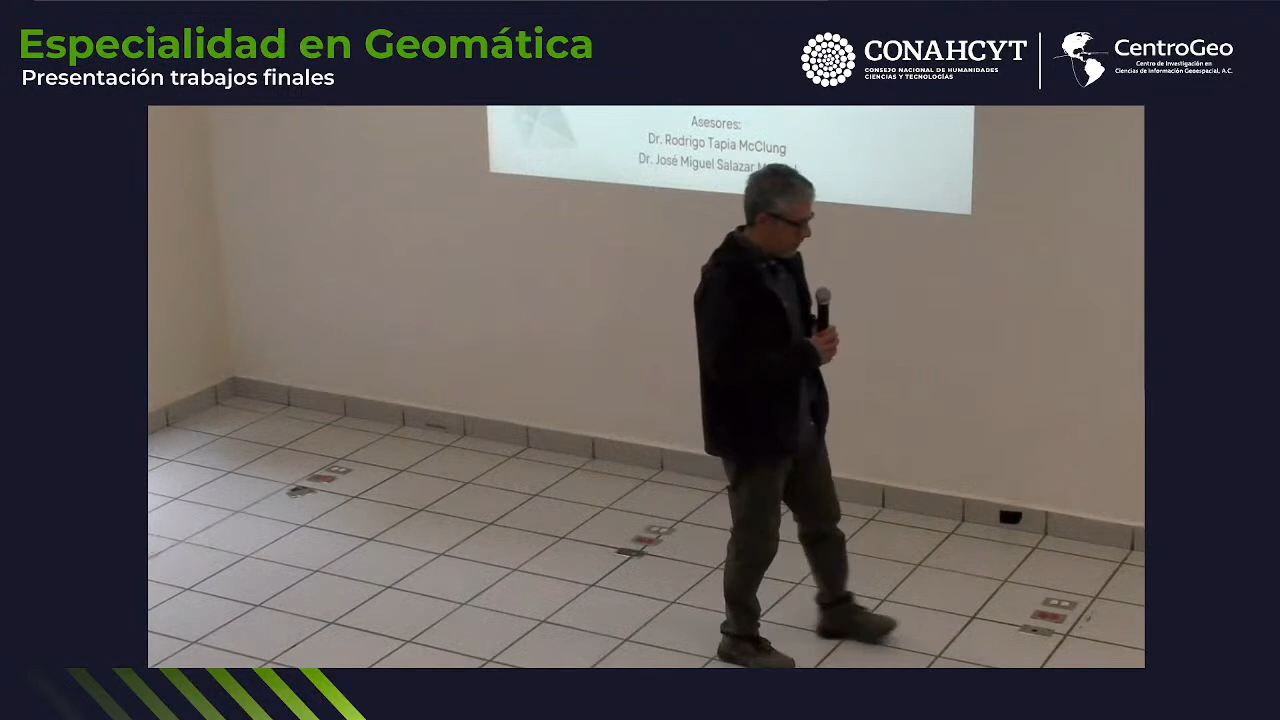 Especialidad en Geomática
Presentación trabajos finales
CONAHCYT
CONSEJO NACIONAL DE HUMANIDADES
CIENCIAS Y TECNOLOGÍAS
CentroGeo
Centro de Investigación en
Ciencias de Información Geoespacial, A.C.
Asesores:
Dr. Rodrigo Tapia McClung
Dr. José Miguel Salazar